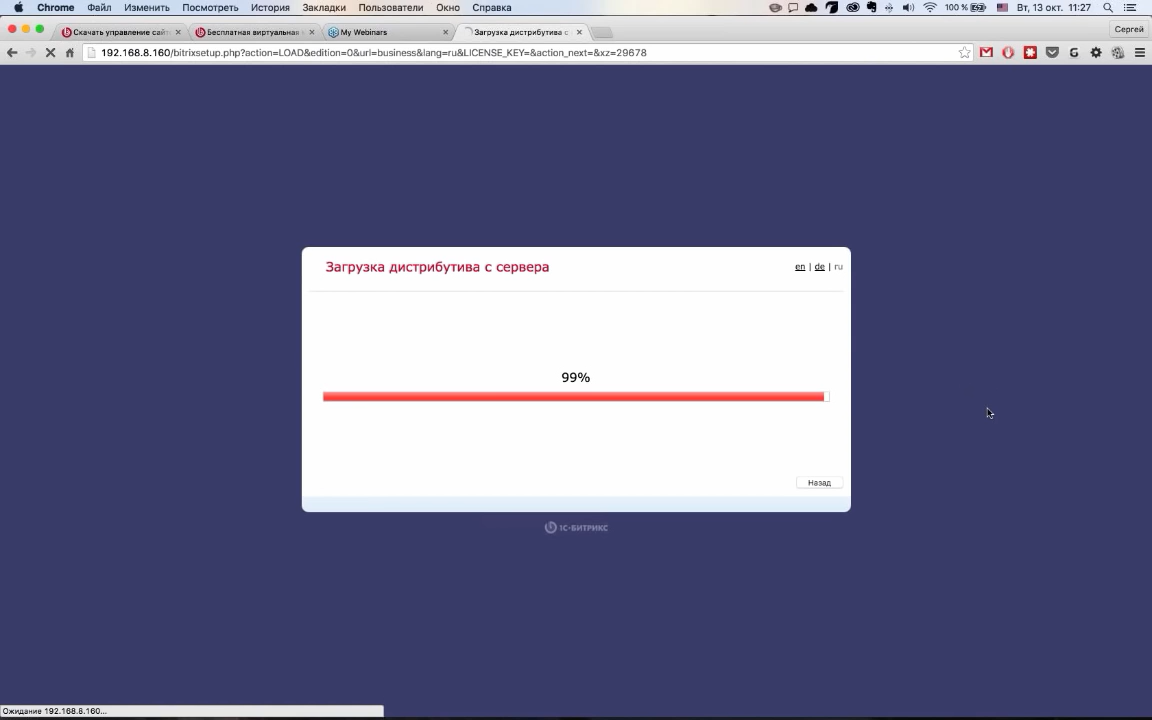 Chrome Файл Изменить Посмотреть История Закладки Пользователи Окно Справка 100 % Вт, 13 окт. 11:27
Скачать управление сайт Бесплатная виртуальная My Webinars Загрузка дистрибутива с Сергей
192.168.8.160/bitrixsetup.php?action=LOAD&edition=0&url=business&lang=ru&LICENSE_KEY=&action_next=&xz=29678
Загрузка дистрибутива с сервера en | de | ru
99%
Назад
1С-БИТРИКС
Ожидание 192.168.8.160...